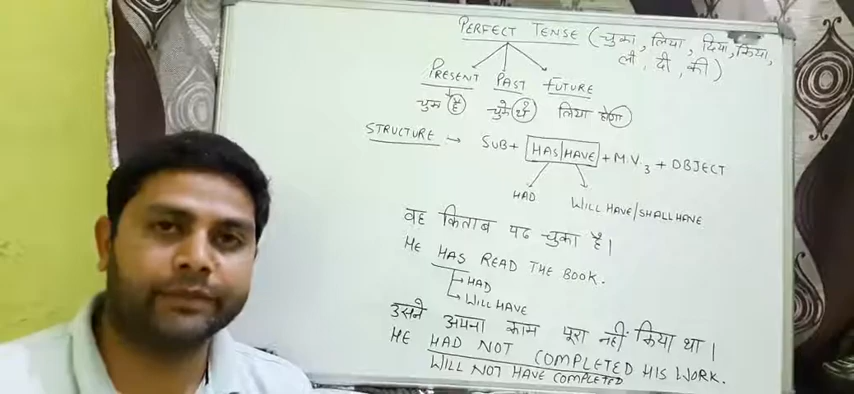 PERFECT TENSE (चुका, लिया, दिया, किया,
ली, दी, की)
PRESENT PAST FUTURE
चुका है चुके थे लिया होगा
STRUCTURE → SUB + HAS/HAVE + M.V.3 + OBJECT
HAD WILL HAVE/SHALL HAVE
वह किताब पढ चुका है।
HE HAS READ THE BOOK.
HAD
WILL HAVE
उसने अपना काम पूरा नहीं किया था।
HE HAD NOT COMPLETED HIS WORK.
WILL NOT HAVE COMPLETED